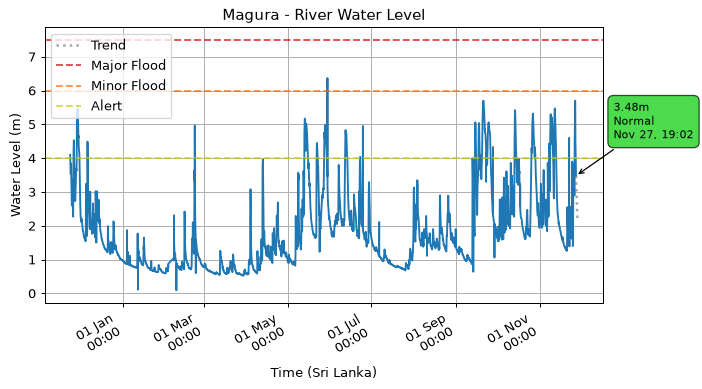 Magura - River Water Level
Trend
Major Flood
Minor Flood
Alert
3.48m
Normal
Nov 27, 19:02
Water Level (m)
7
6
5
4
3
2
1
0
01 Jan
00:00
01 Mar
00:00
01 May
00:00
01 Jul
00:00
01 Sep
00:00
01 Nov
00:00
Time (Sri Lanka)